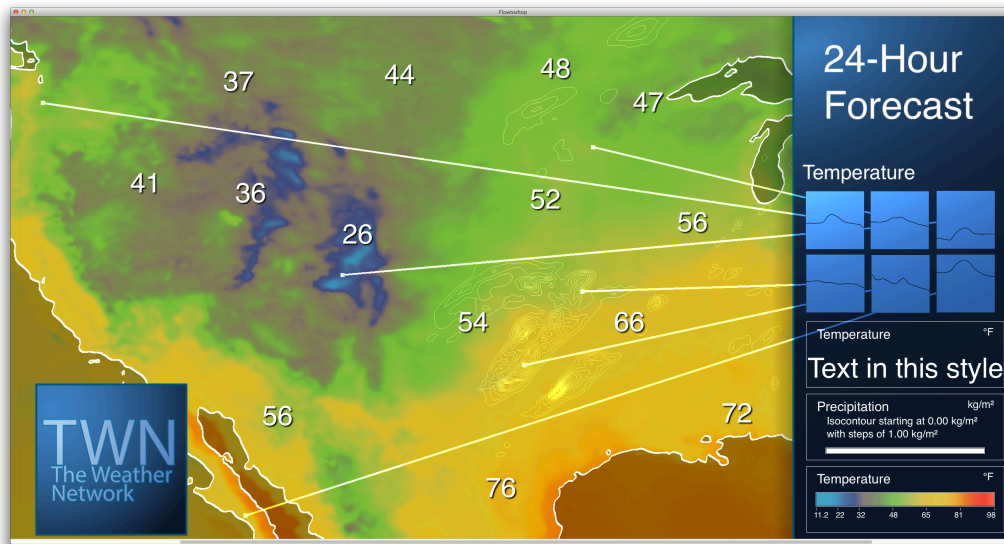 Flowtoshop
24-Hour
Forecast
37
44
48
47
41
36
26
52
56
54
66
56
72
76
TWN
The Weather
Network
Temperature
Temperature °F
Text in this style
Precipitation kg/m²
Isocontour starting at 0.00 kg/m²
with steps of 1.00 kg/m²
Temperature °F
11.2 22 32 48 65 81 98